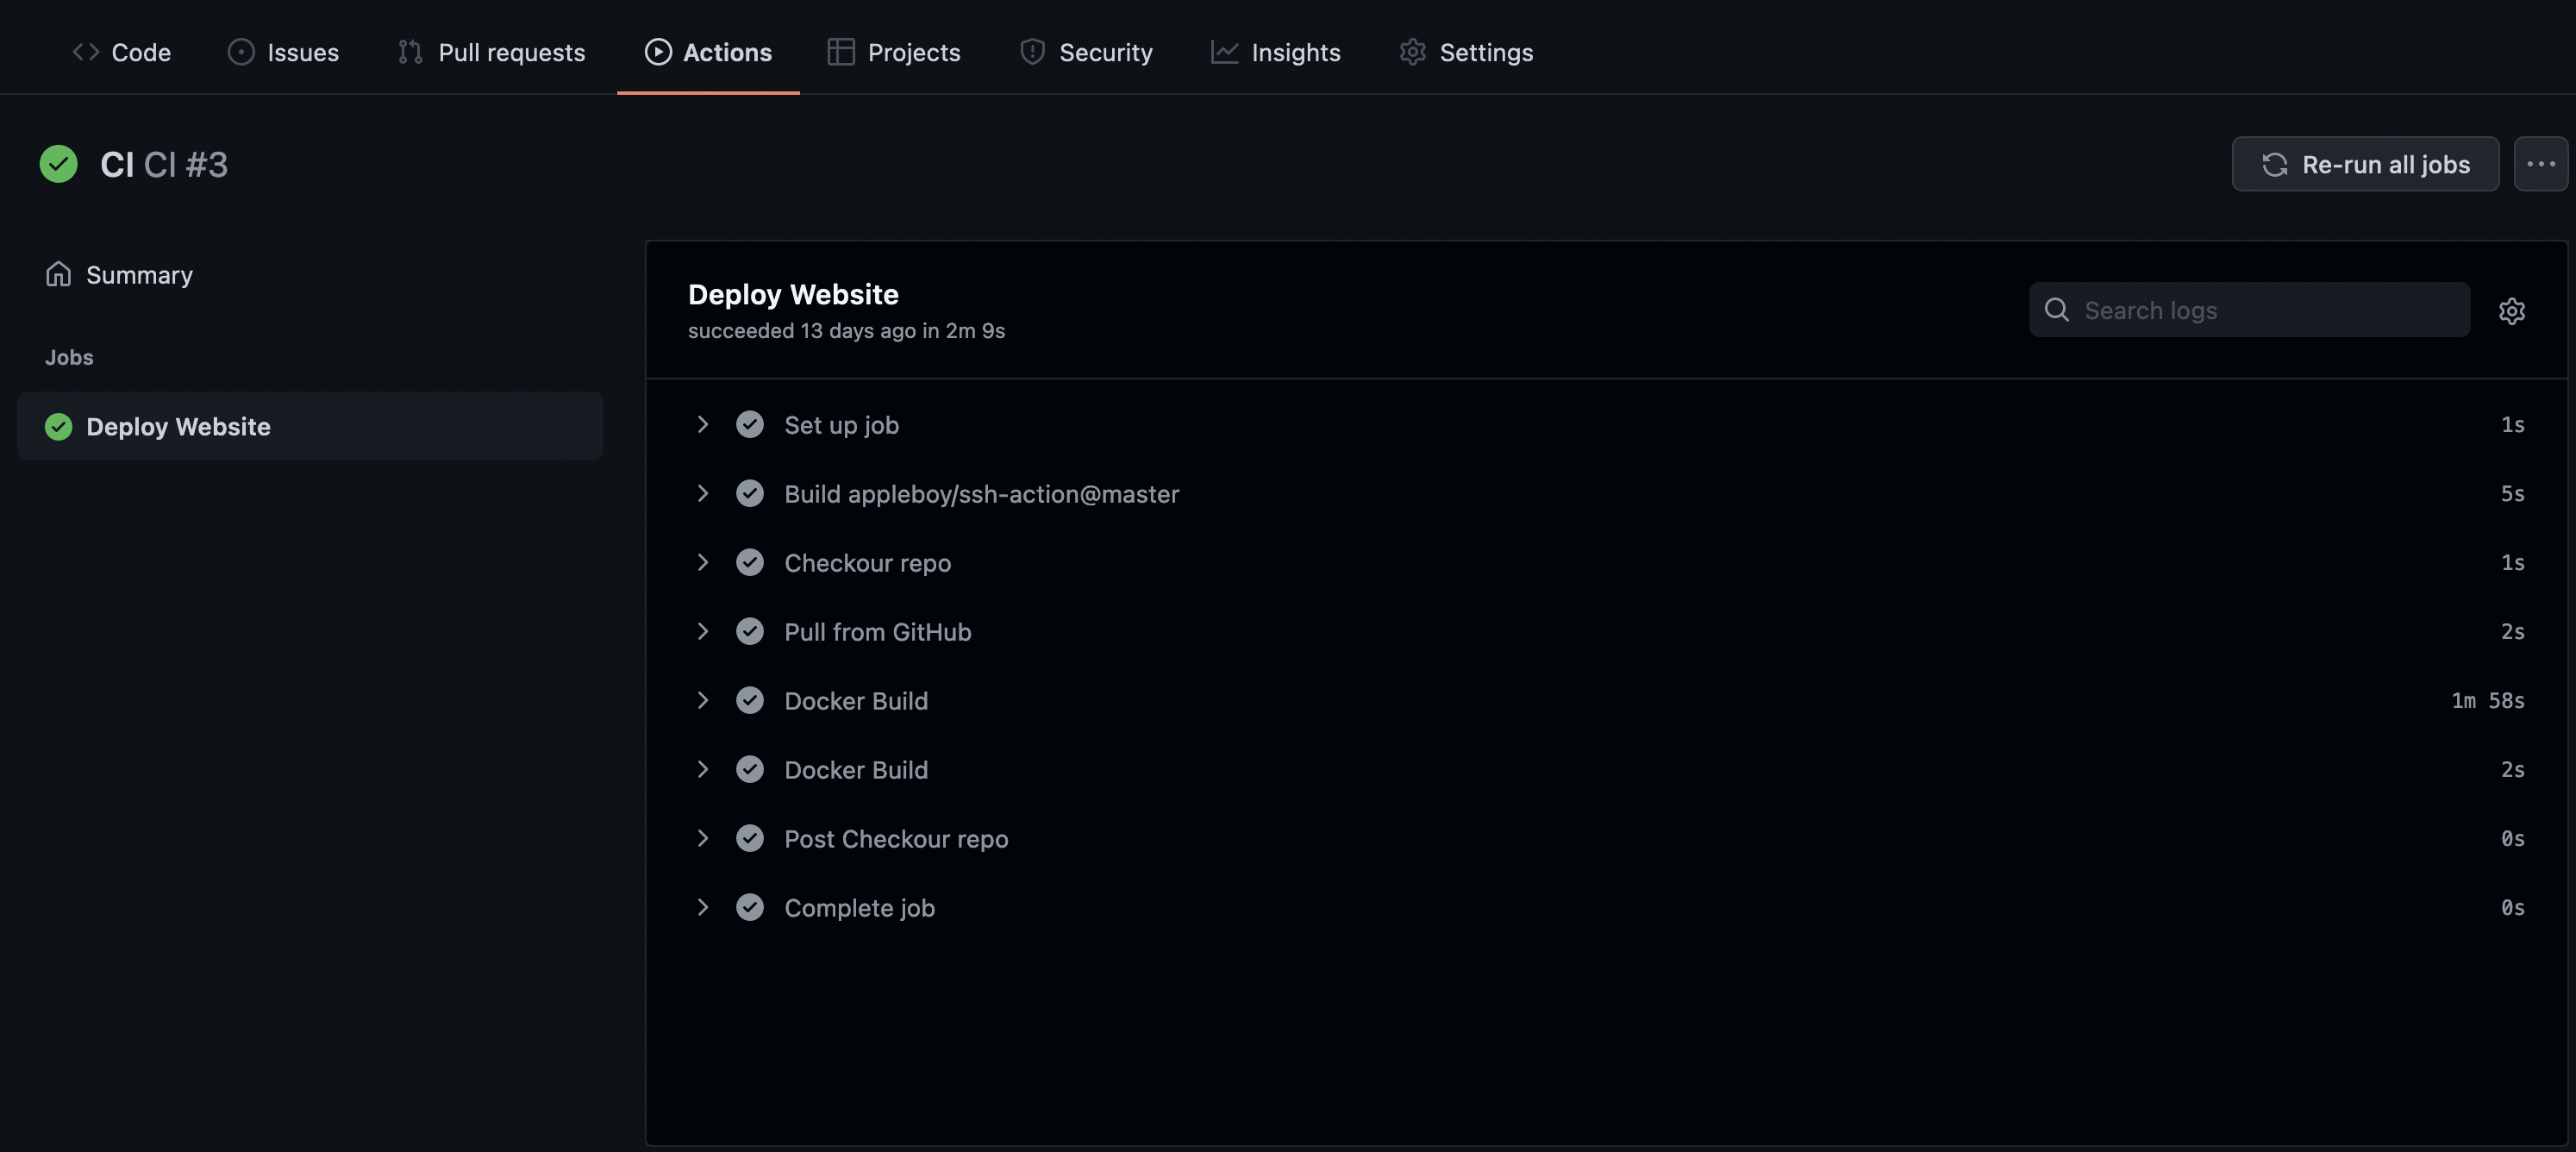 Code Issues Pull requests Actions Projects Security Insights Settings
CI CI #3
Re-run all jobs
Summary
Jobs
Deploy Website
Deploy Website
succeeded 13 days ago in 2m 9s
Search logs
Set up job 1s
Build appleboy/ssh-action@master 5s
Checkour repo 1s
Pull from GitHub 2s
Docker Build 1m 58s
Docker Build 2s
Post Checkour repo 0s
Complete job 0s